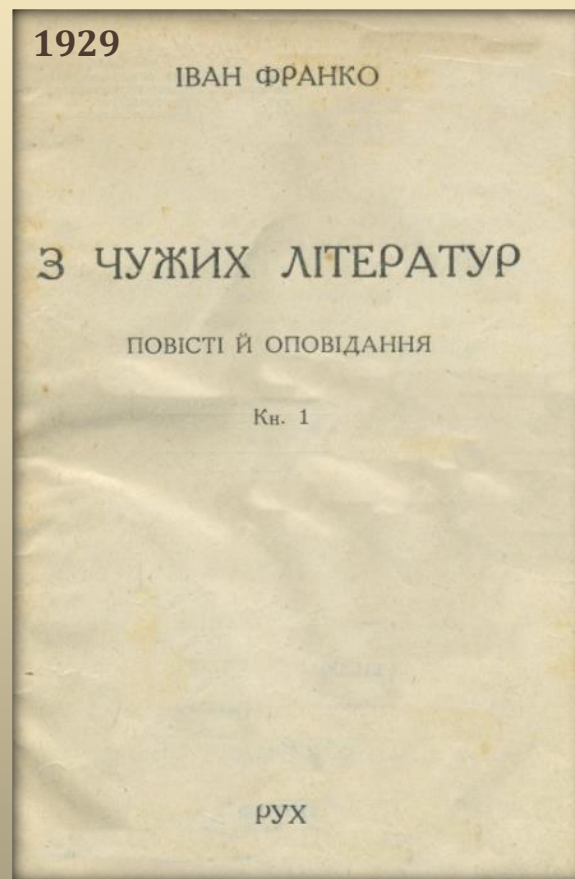 1929
ІВАН ФРАНКО
З ЧУЖИХ ЛІТЕРАТУР
ПОВІСТІ Й ОПОВІДАННЯ
Кн. 1
РУХ